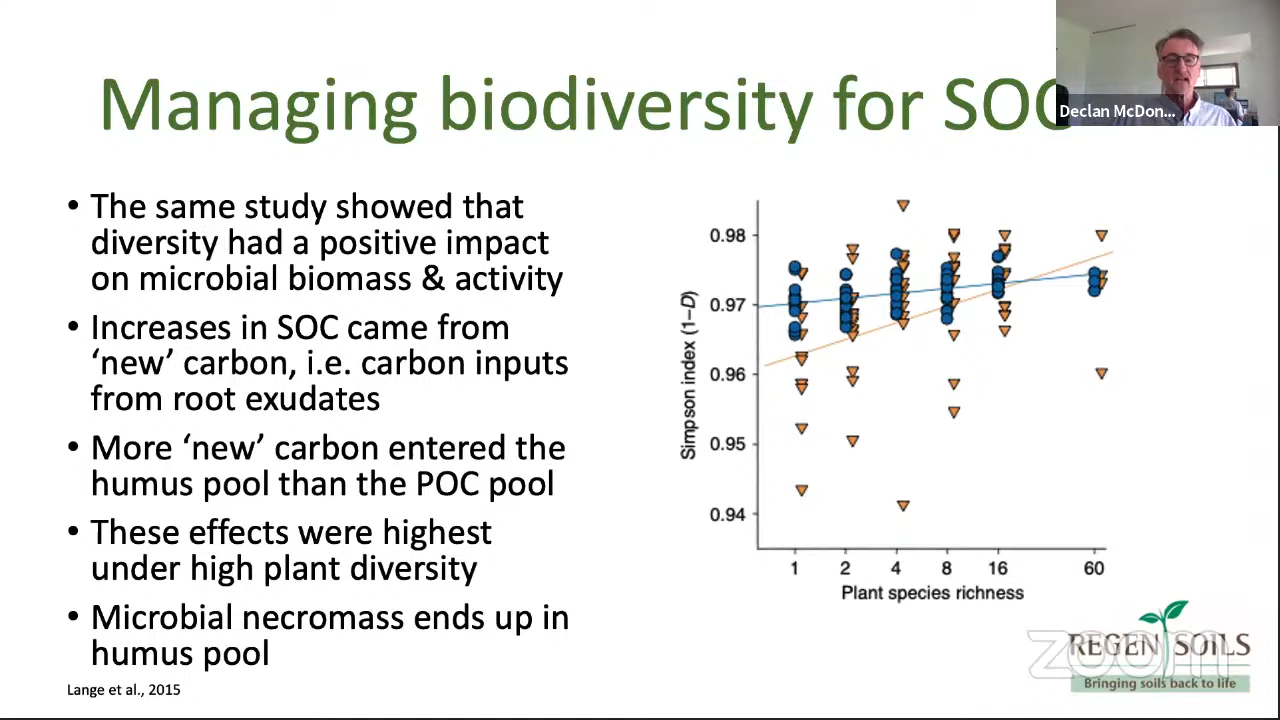 Managing biodiversity for SOC
Declan McDon...
• The same study showed that
diversity had a positive impact
on microbial biomass & activity
• Increases in SOC came from
‘new’ carbon, i.e. carbon inputs
from root exudates
• More ‘new’ carbon entered the
humus pool than the POC pool
• These effects were highest
under high plant diversity
• Microbial necromass ends up in
humus pool
Lange et al., 2015
Simpson index (1–D)
0.98
0.97
0.96
0.95
0.94
1 2 4 8 16 60
Plant species richness
REGEN SOILS
zoom
Bringing soils back to life